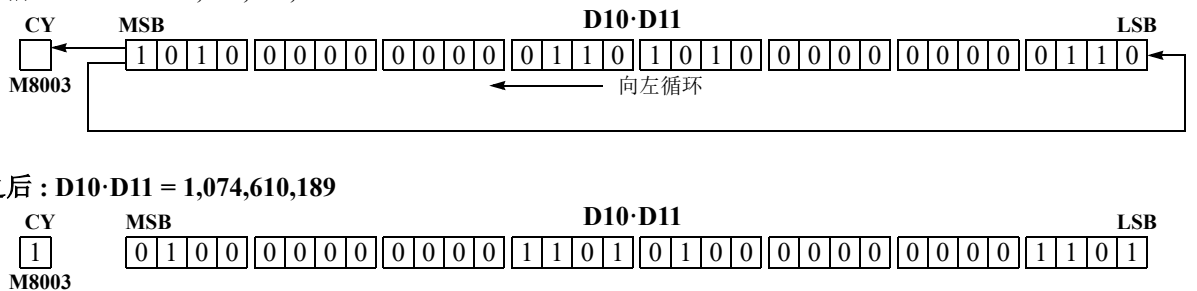 CY MSB D10·D11 LSB
1 0 1 0 0 0 0 0 0 0 0 0 0 1 1 0 1 0 1 0 0 0 0 0 0 0 0 0 0 1 1 0
M8003 向左循环
后 : D10·D11 = 1,074,610,189
CY MSB D10·D11 LSB
1 0 1 0 0 0 0 0 0 0 0 0 0 1 1 0 1 0 1 0 0 0 0 0 0 0 0 0 0 1 1 0 1
M8003